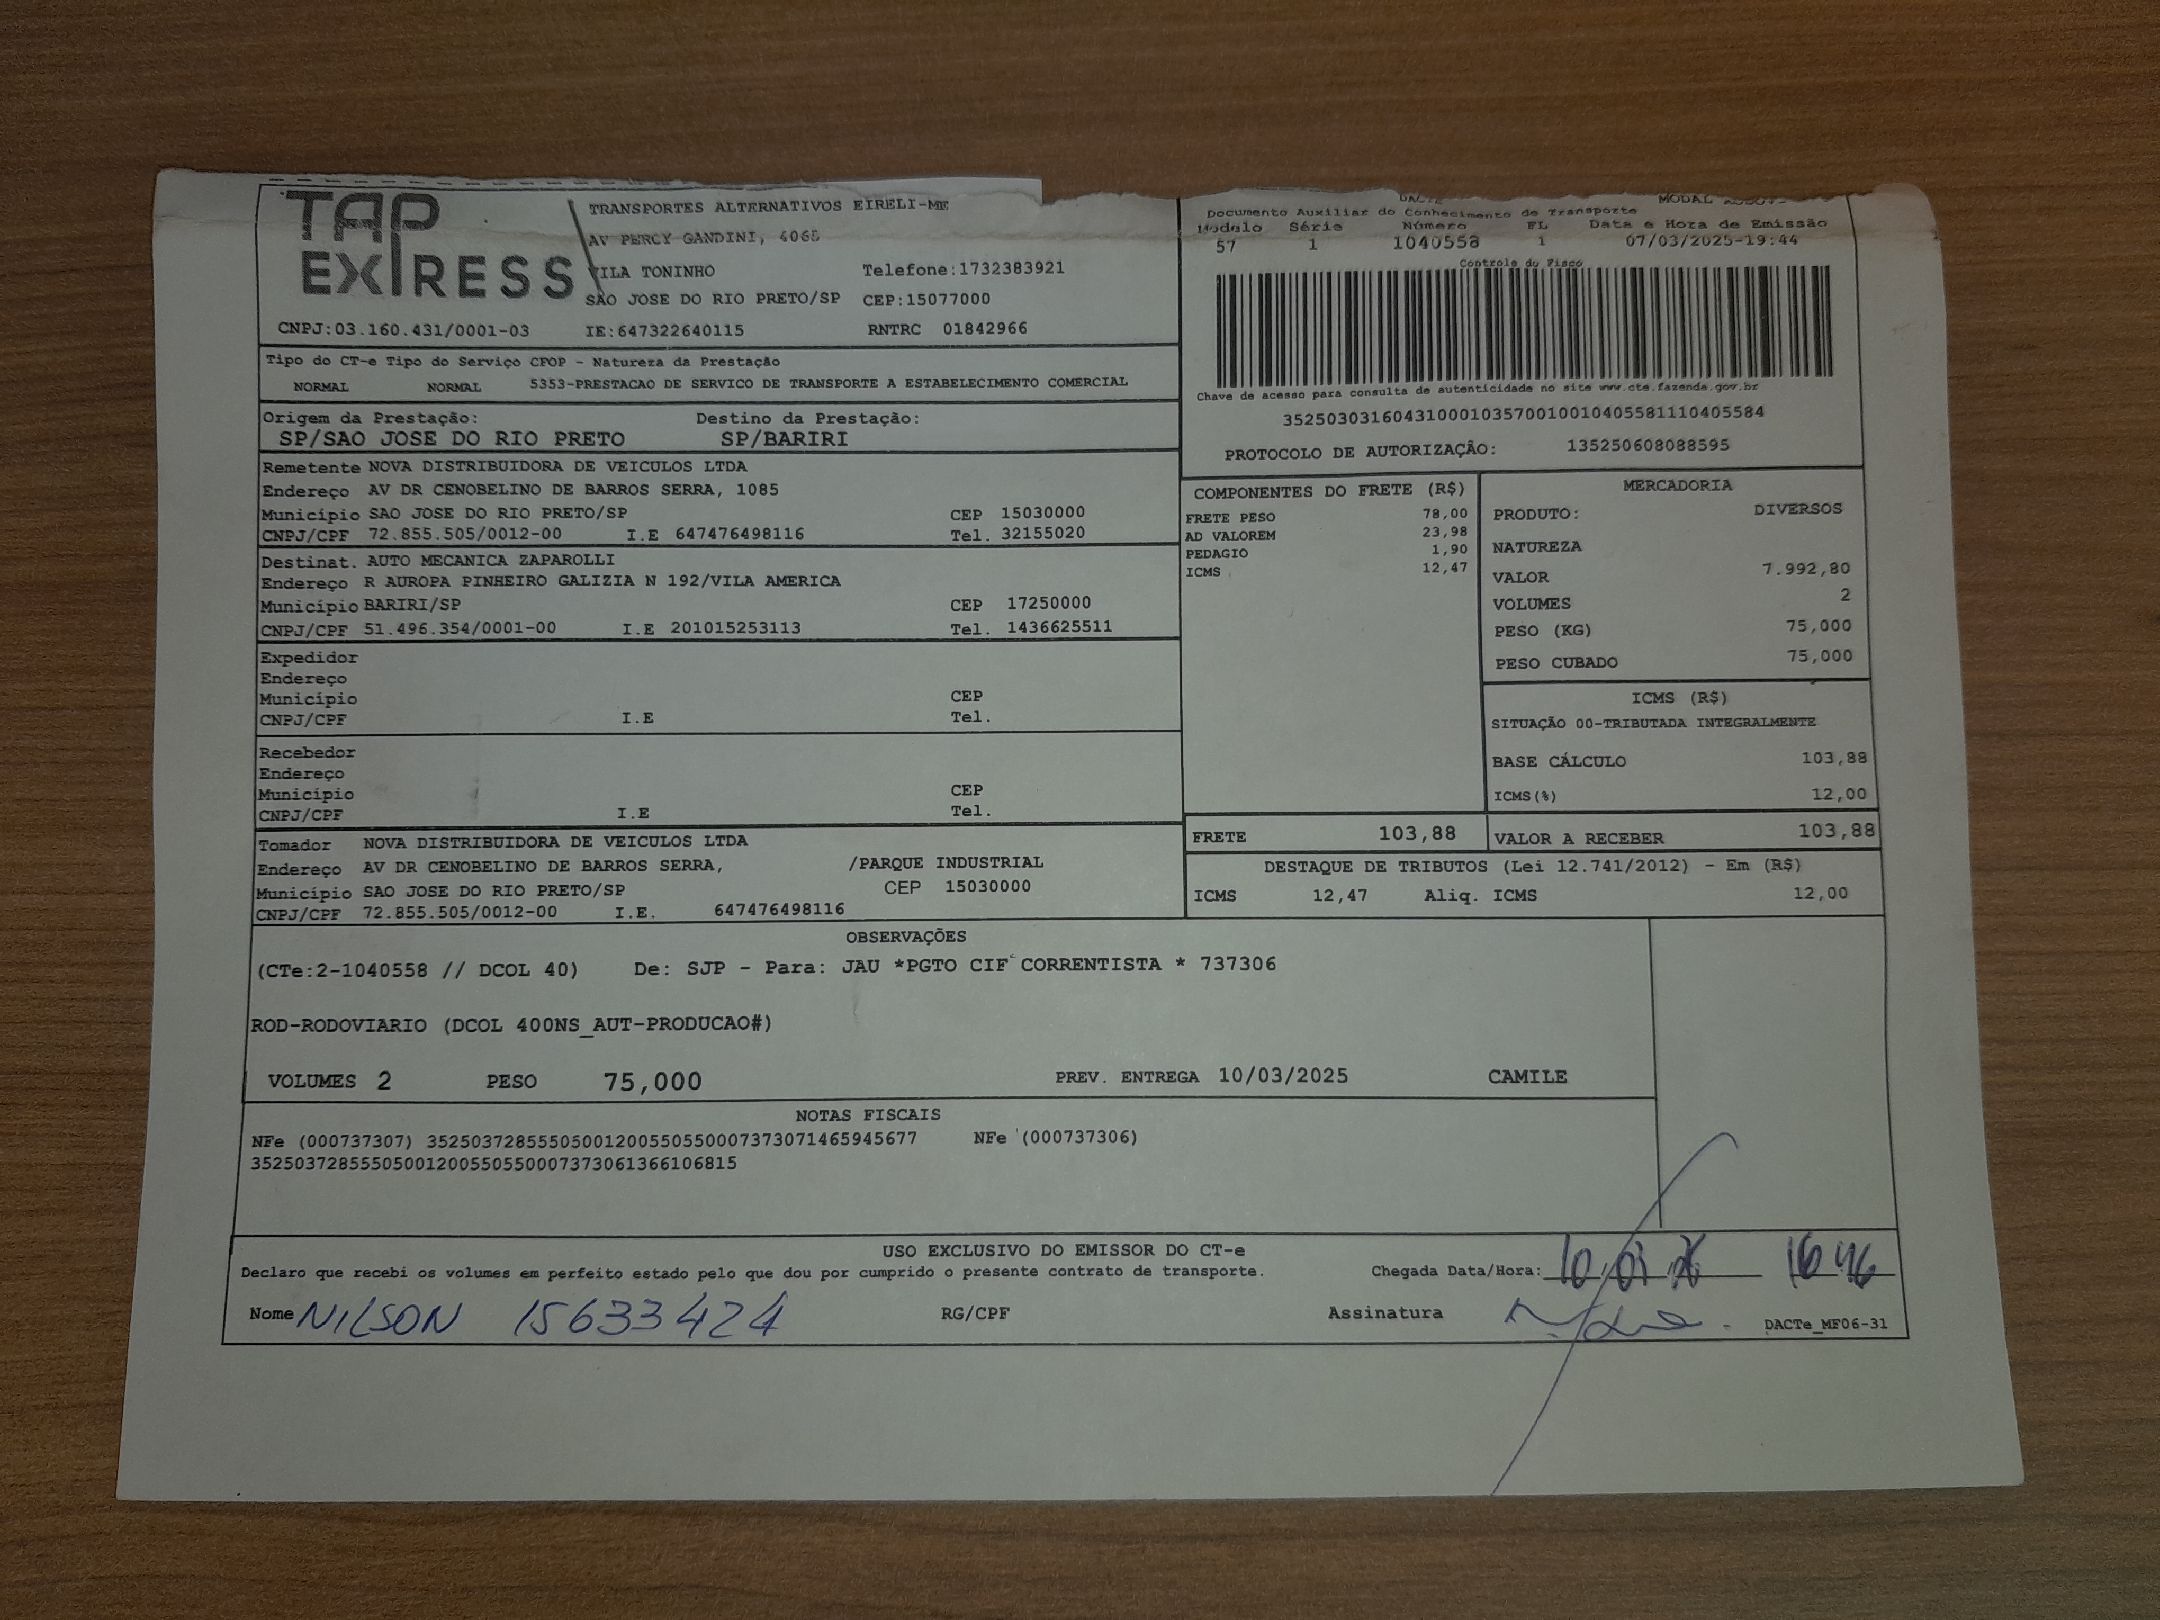 TAP EXPRESS
TRANSPORTES ALTERNATIVOS EIRELI-ME
AV PERCY GANDINI, 4065
VILA TONINHO Telefone:1732383921
SAO JOSE DO RIO PRETO/SP CEP:15077000
CNPJ:03.160.431/0001-03 IE:647322640115 RNTRC 01842966
MODAL
Documento Auxiliar do Conhecimento de Transporte
Modelo Série Número FL Data e Hora de Emissão
57 1 1040558 1 07/03/2025-19:44
Controle do Fisco
Chave de acesso para consulta de autenticidade no site www.cte.fazenda.gov.br
35250303160431000103570010010405581110405584
PROTOCOLO DE AUTORIZAÇÃO: 135250608088595
Tipo do CT-e Tipo do Serviço CFOP - Natureza da Prestação
NORMAL NORMAL 5353-PRESTACAO DE SERVICO DE TRANSPORTE A ESTABELECIMENTO COMERCIAL
Origem da Prestação: Destino da Prestação:
SP/SAO JOSE DO RIO PRETO SP/BARIRI
Remetente NOVA DISTRIBUIDORA DE VEICULOS LTDA
Endereço AV DR CENOBELINO DE BARROS SERRA, 1085
Município SAO JOSE DO RIO PRETO/SP CEP 15030000
CNPJ/CPF 72.855.505/0012-00 I.E 647476498116 Tel. 32155020
Destinat. AUTO MECANICA ZAPAROLLI
Endereço R AUROPA PINHEIRO GALIZIA N 192/VILA AMERICA
Município BARIRI/SP CEP 17250000
CNPJ/CPF 51.496.354/0001-00 I.E 201015253113 Tel. 1436625511
Expedidor
Endereço
Município CEP
CNPJ/CPF I.E Tel.
Recebedor
Endereço
Município CEP
CNPJ/CPF I.E Tel.
Tomador NOVA DISTRIBUIDORA DE VEICULOS LTDA
Endereço AV DR CENOBELINO DE BARROS SERRA, /PARQUE INDUSTRIAL
Município SAO JOSE DO RIO PRETO/SP CEP 15030000
CNPJ/CPF 72.855.505/0012-00 I.E. 647476498116
COMPONENTES DO FRETE (R$)
FRETE PESO 78,00
AD VALOREM 23,98
PEDAGIO 1,90
ICMS 12,47
MERCADORIA
PRODUTO: DIVERSOS
NATUREZA
VALOR 7.992,80
VOLUMES 2
PESO (KG) 75,000
PESO CUBADO 75,000
ICMS (R$)
SITUAÇÃO 00-TRIBUTADA INTEGRALMENTE
BASE CÁLCULO 103,88
ICMS(%) 12,00
FRETE 103,88 VALOR A RECEBER 103,88
DESTAQUE DE TRIBUTOS (Lei 12.741/2012) - Em (R$)
ICMS 12,47 Aliq. ICMS 12,00
OBSERVAÇÕES
(CTe:2-1040558 // DCOL 40) De: SJP - Para: JAU *PGTO CIF CORRENTISTA * 737306
ROD-RODOVIARIO (DCOL 400NS_AUT-PRODUCAO#)
VOLUMES 2 PESO 75,000 PREV. ENTREGA 10/03/2025 CAMILE
NOTAS FISCAIS
NFe (000737307) 35250372855505001200550550007373071465945677 NFe (000737306)
35250372855505001200550550007373061366106815
USO EXCLUSIVO DO EMISSOR DO CT-e
Declaro que recebi os volumes em perfeito estado pelo que dou por cumprido o presente contrato de transporte. Chegada Data/Hora: 10
Nome NILSON 15633424 RG/CPF Assinatura DACTe_MF06-31